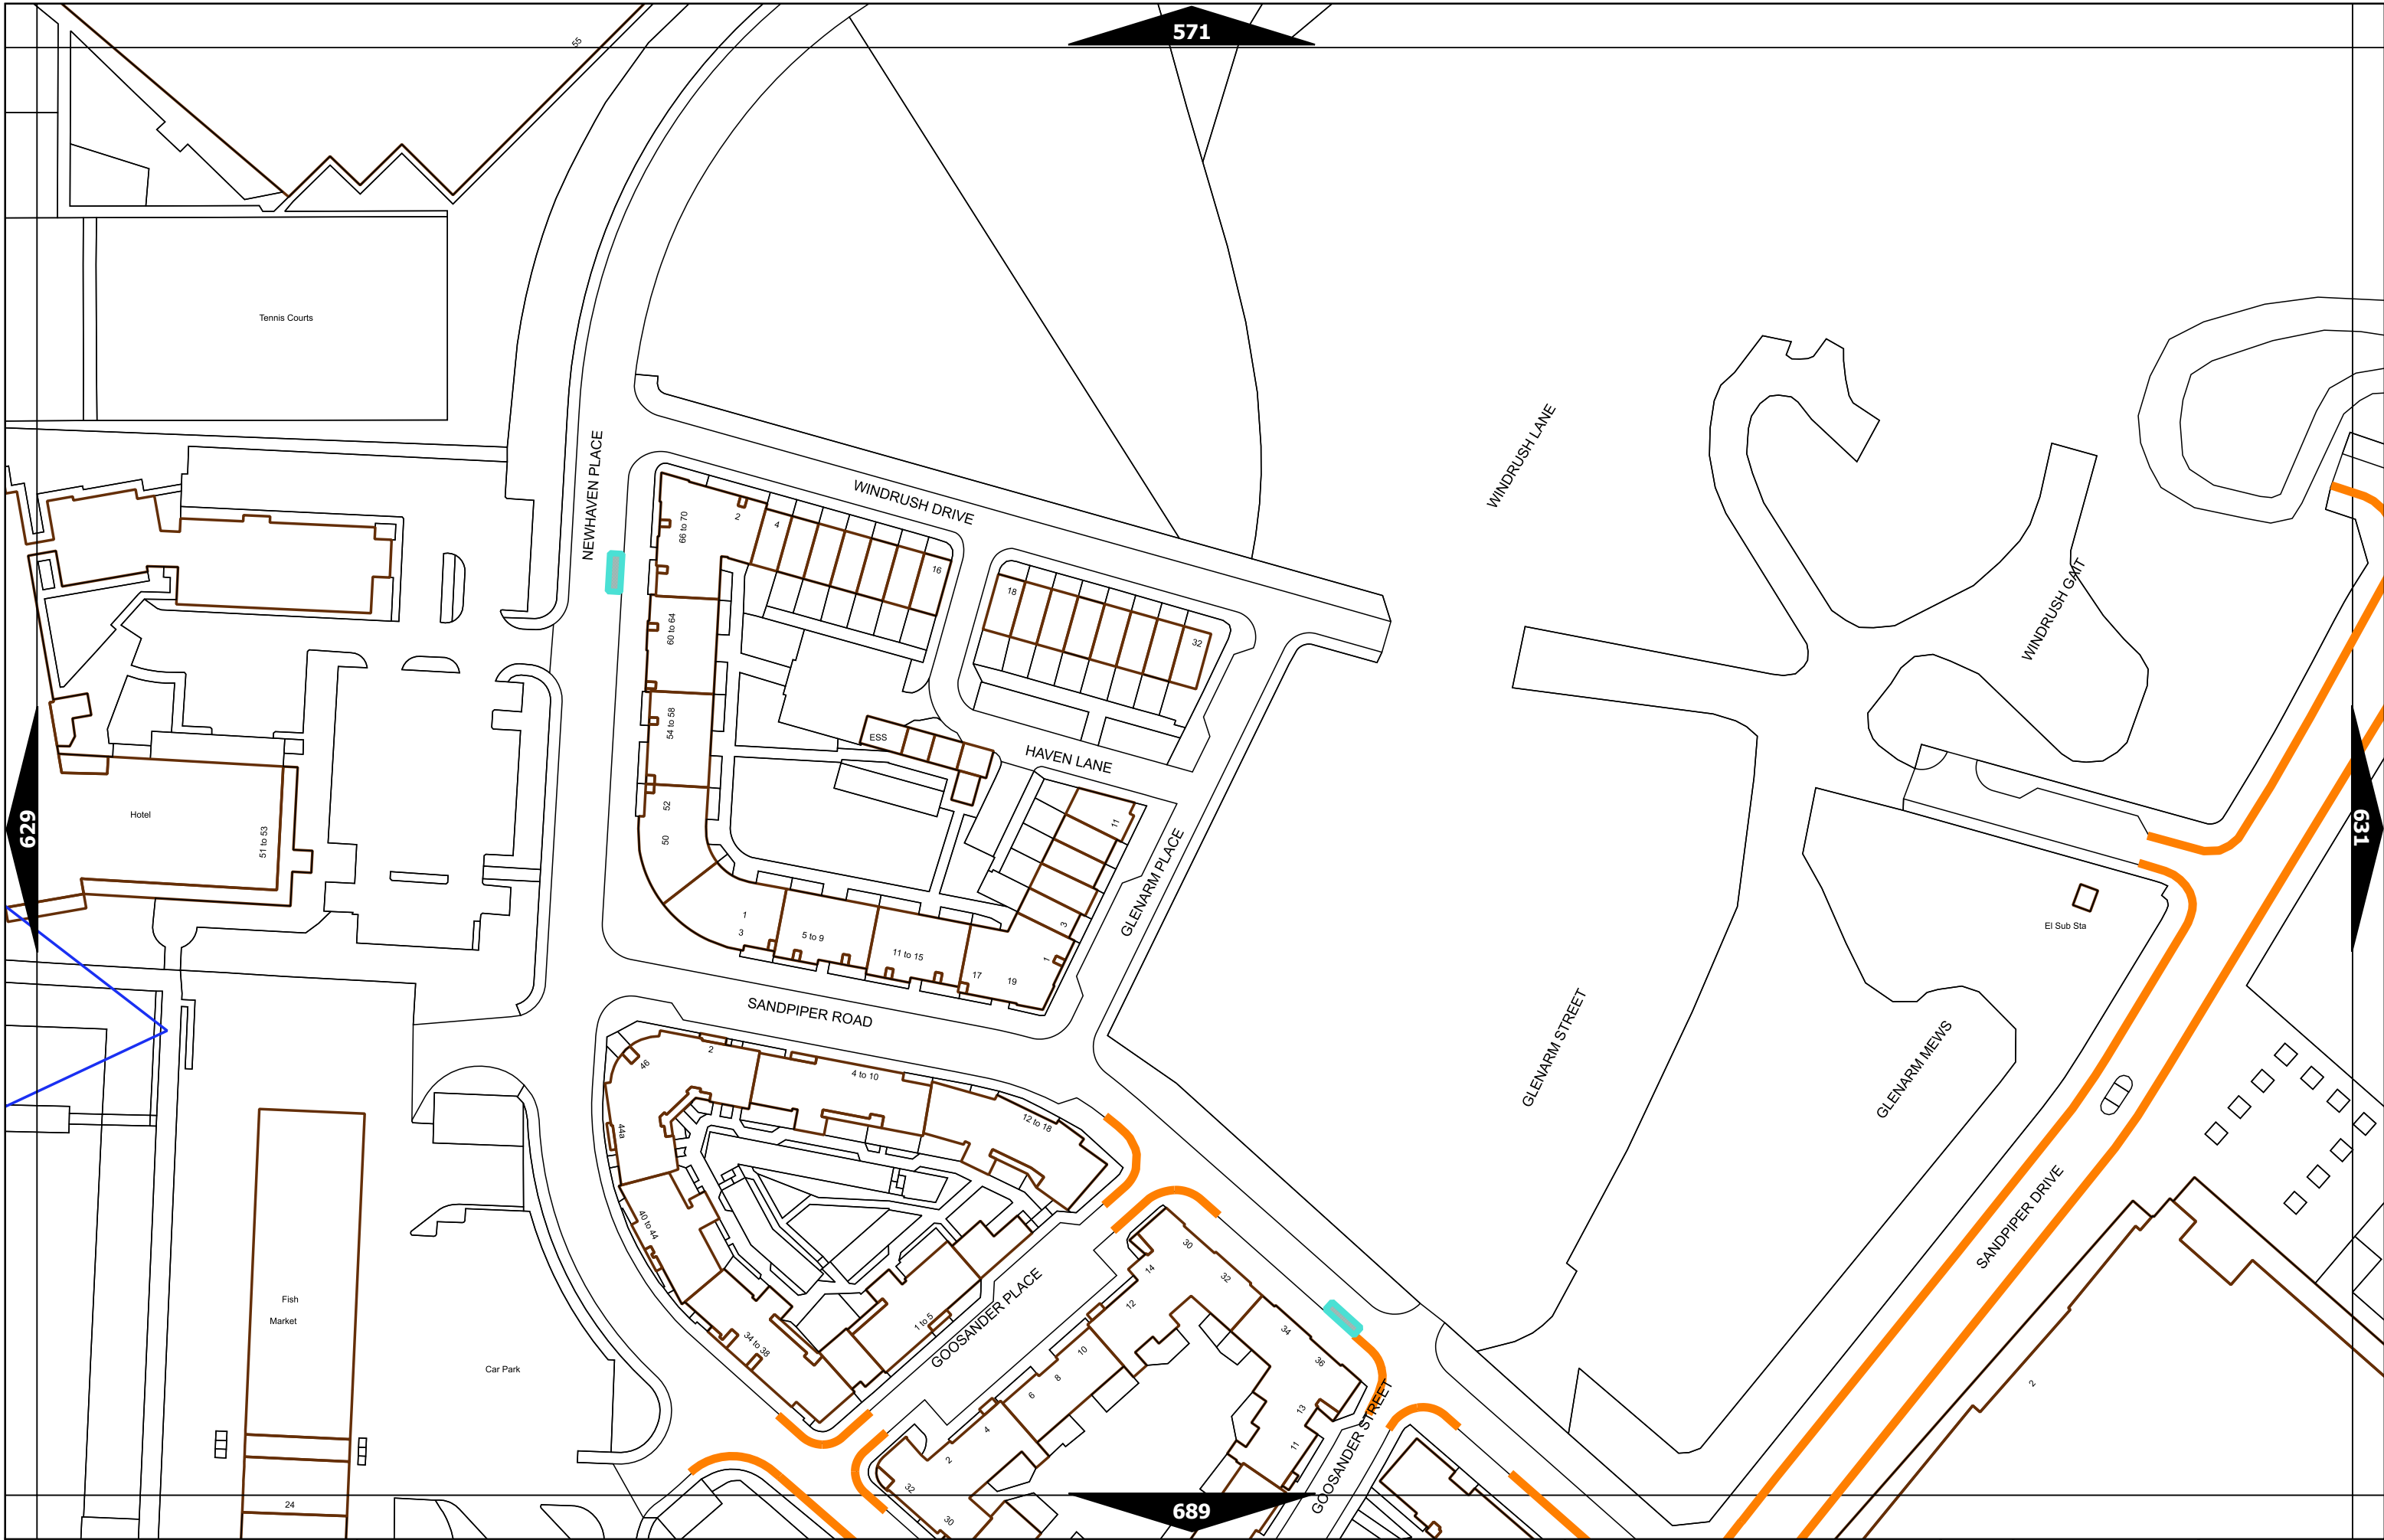 571
55
Tennis Courts
NEWHAVEN PLACE
WINDRUSH DRIVE
WINDRUSH LANE
66 to 70
2
4
16
18
32
WINDRUSH GAIT
60 to 64
54 to 58
ESS
HAVEN LANE
52
50
11
Hotel
51 to 53
629
631
GLENARM PLACE
1
3
5 to 9
11 to 15
17
19
1
3
El Sub Sta
SANDPIPER ROAD
GLENARM STREET
GLENARM MEWS
46
2
4 to 10
12 to 18
44a
40 to 44
34 to 38
1 to 5
GOOSANDER PLACE
SANDPIPER DRIVE
30
32
14
12
34
36
10
8
6
4
2
13
11
GOOSANDER STREET
32
30
Fish
Market
Car Park
24
2
689